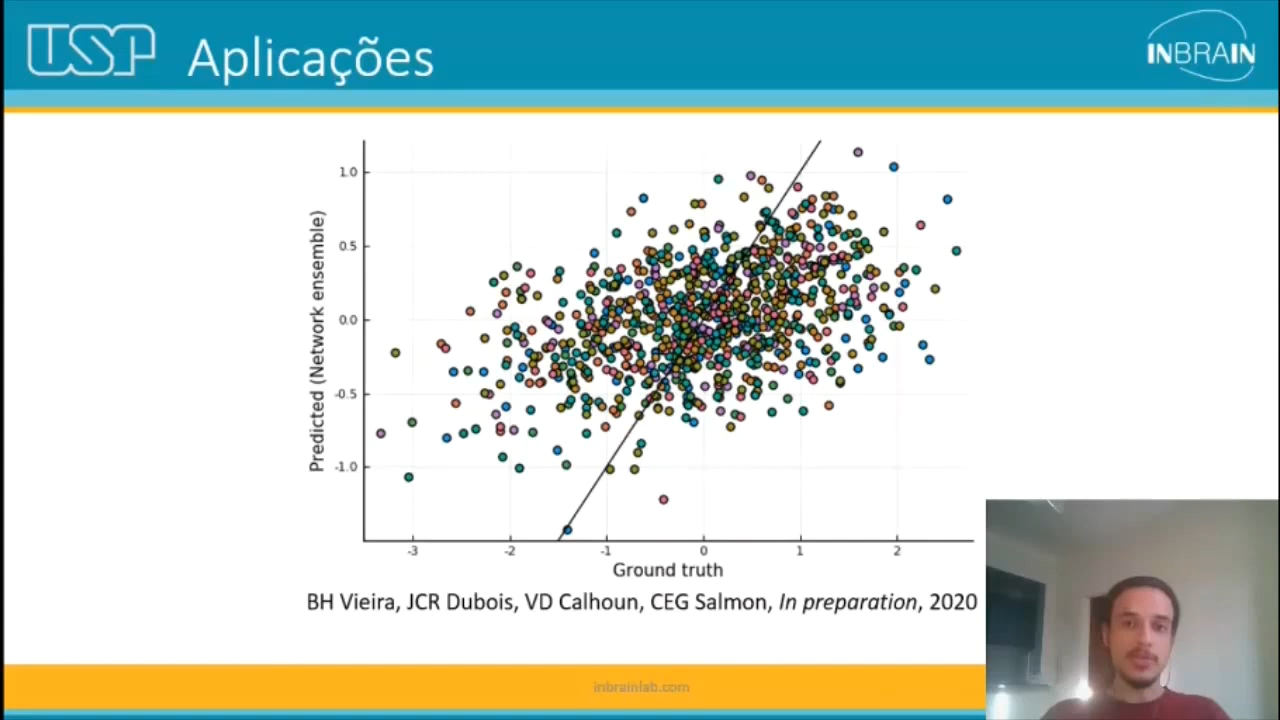 USP
Aplicações
INBRAIN
1.0
0.5
0.0
-0.5
-1.0
Predicted (Network ensemble)
-3 -2 -1 0 1 2
Ground truth
BH Vieira, JCR Dubois, VD Calhoun, CEG Salmon, In preparation, 2020
inbrainlab.com